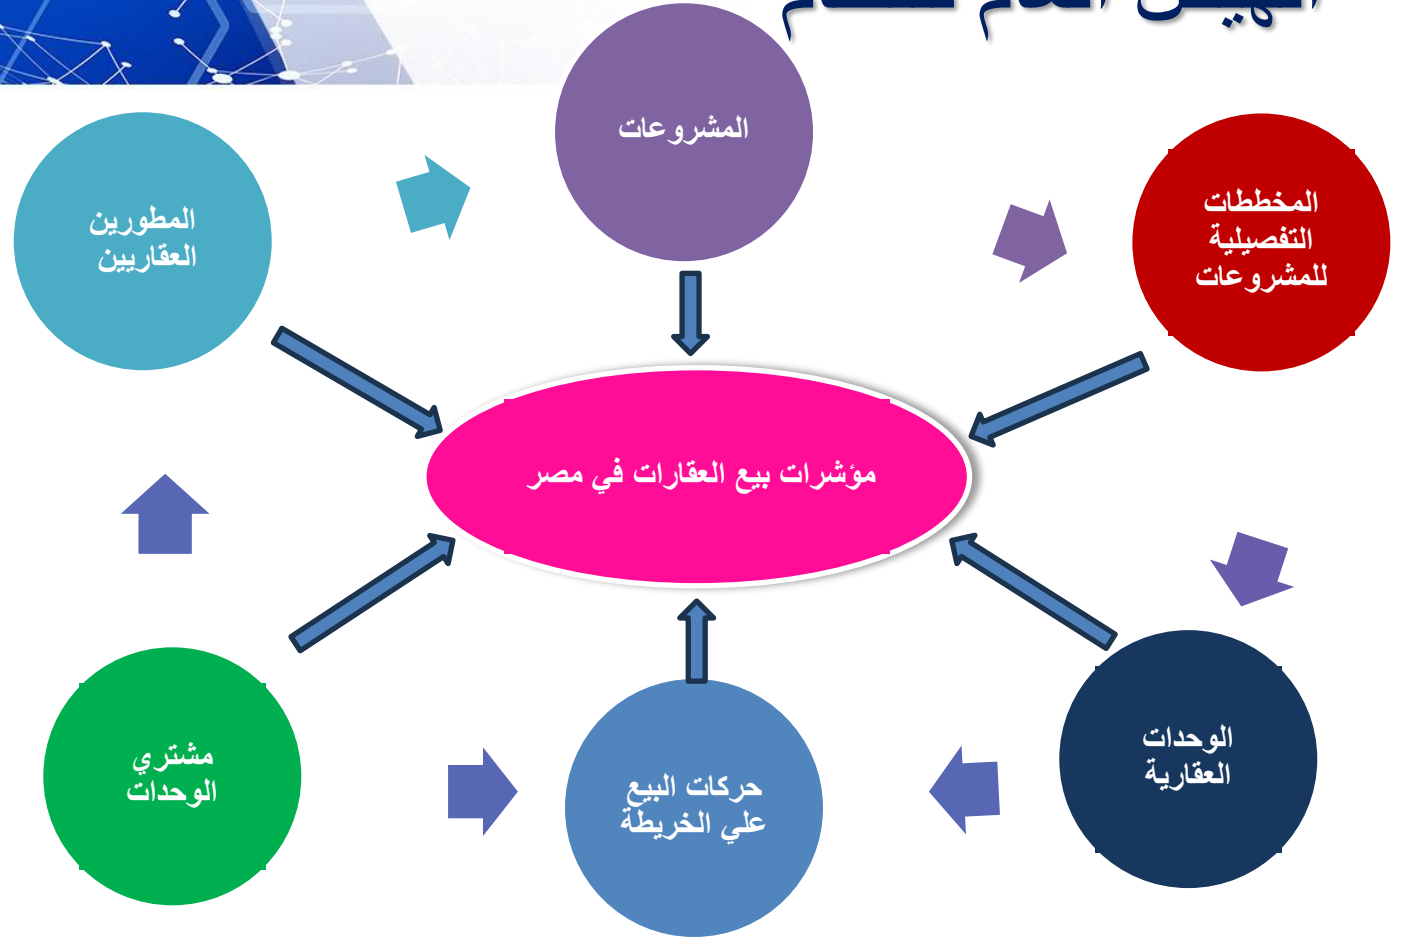 المشروعات
المخططات
التفصيلية
للمشروعات
المطورين
العقاريين
مؤشرات بيع العقارات في مصر
الوحدات
العقارية
حركات البيع
علي الخريطة
مشتري
الوحدات